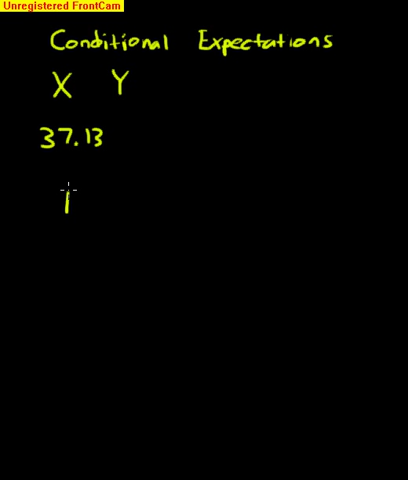 Unregistered FrontCam
Conditional Expectations
X Y
37.13